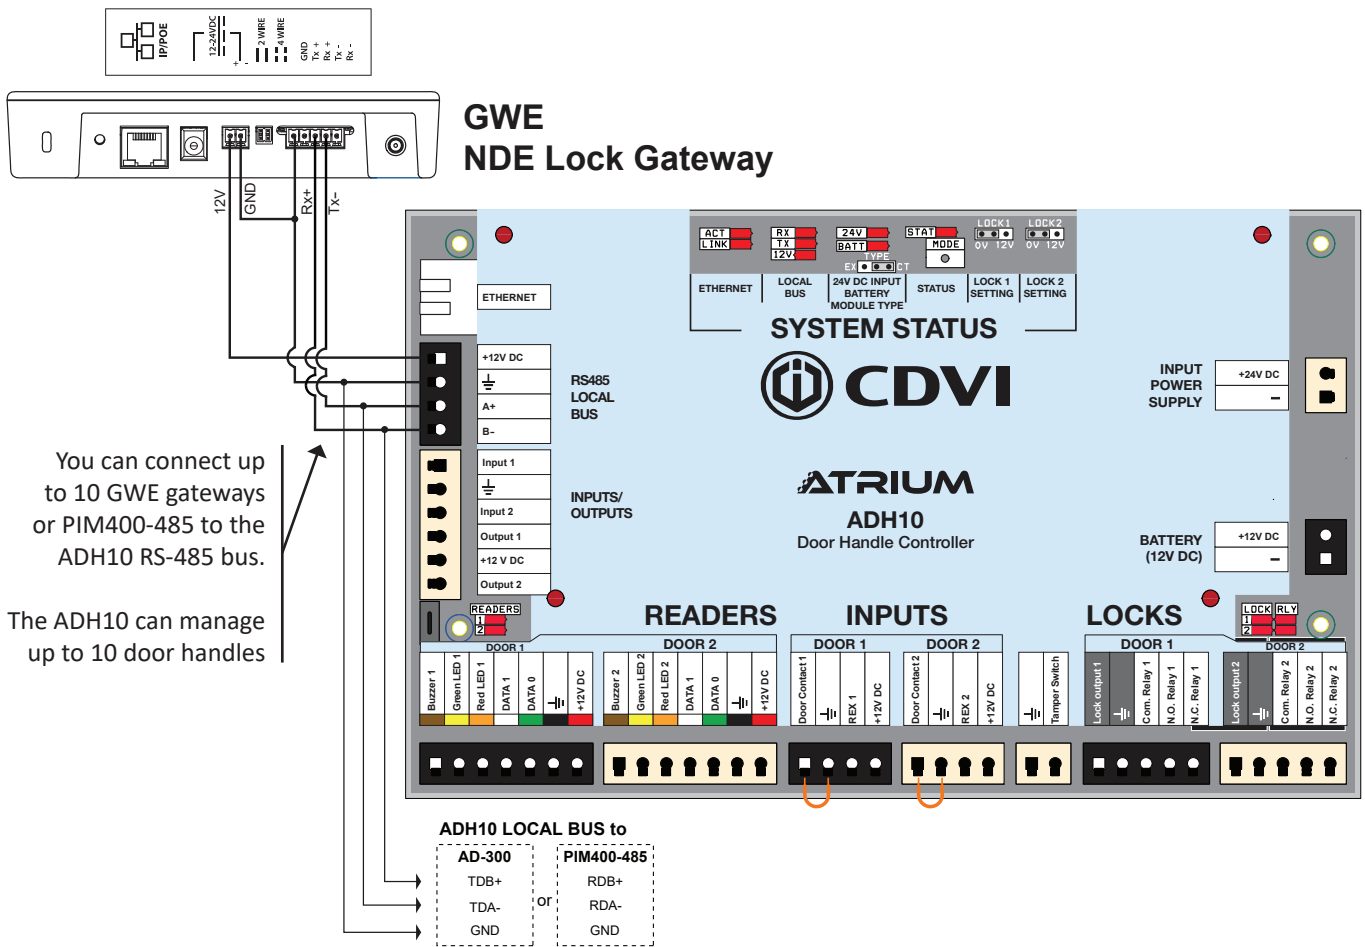 IP/POE
12-24VDC
+ -
2 WIRE
4 WIRE
GND
Tx +
Rx +
Tx -
Rx -
GWE
NDE Lock Gateway
12V
GND
Rx+
Tx-
ACT
LINK
RX
TX
12V
24V
BATT
TYPE
EX
CT
STAT
MODE
LOCK1
0V 12V
LOCK2
0V 12V
ETHERNET
LOCAL
BUS
24V DC INPUT
BATTERY
MODULE TYPE
STATUS
LOCK 1
SETTING
LOCK 2
SETTING
SYSTEM STATUS
CDVI
ATRIUM
ADH10
Door Handle Controller
ETHERNET
+12V DC
A+
B-
RS485
LOCAL
BUS
Input 1
Input 2
Output 1
+12 V DC
Output 2
INPUTS/
OUTPUTS
INPUT
POWER
SUPPLY
+24V DC
–
BATTERY
(12V DC)
+12V DC
–
You can connect up
to 10 GWE gateways
or PIM400-485 to the
ADH10 RS-485 bus.
The ADH10 can manage
up to 10 door handles
READERS
1
2
LOCK RLY
1
2
READERS
INPUTS
LOCKS
DOOR 1
DOOR 2
DOOR 1
DOOR 2
DOOR 1
DOOR 2
Buzzer 1
Green LED 1
Red LED 1
DATA 1
DATA 0
+12V DC
Buzzer 2
Green LED 2
Red LED 2
DATA 1
DATA 0
+12V DC
Door Contact 1
REX 1
+12V DC
Door Contact 2
REX 2
+12V DC
Tamper Switch
Lock output 1
Com. Relay 1
N.O. Relay 1
N.C. Relay 1
Lock output 2
Com. Relay 2
N.O. Relay 2
N.C. Relay 2
ADH10 LOCAL BUS to
AD-300
TDB+
TDA-
GND
or
PIM400-485
RDB+
RDA-
GND